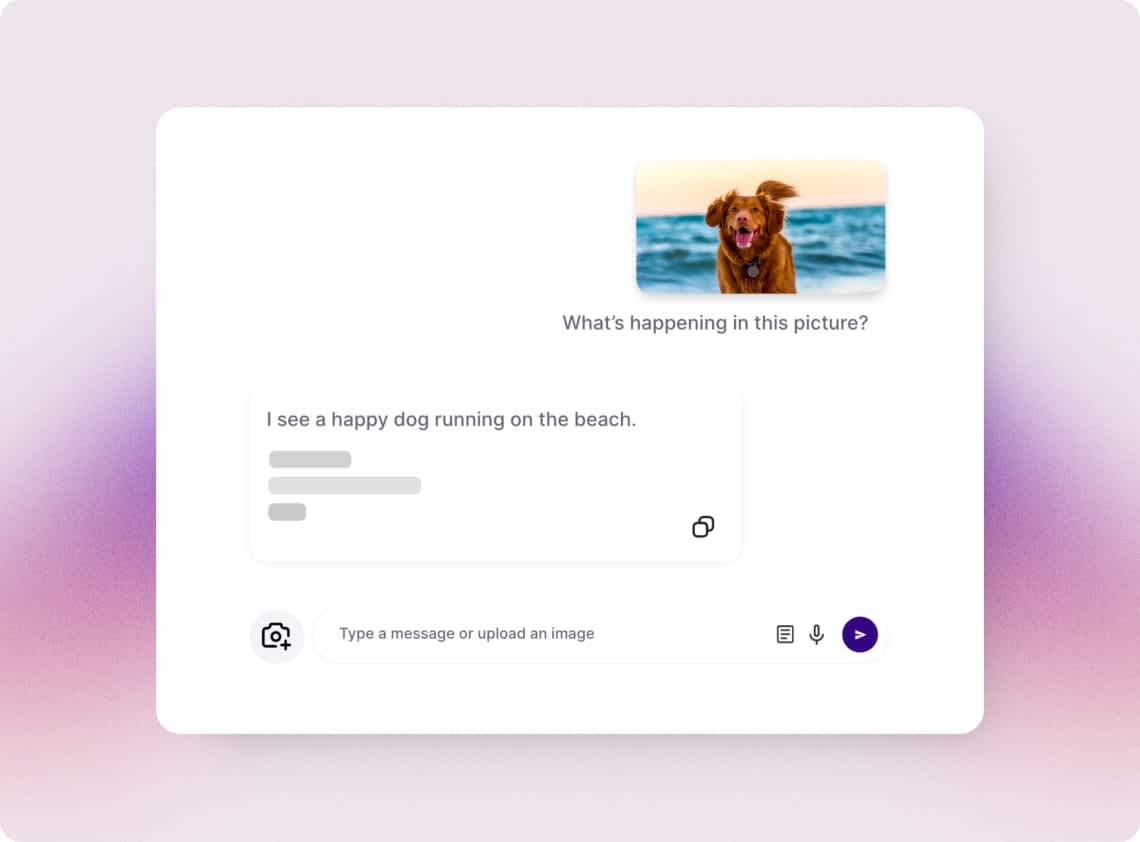 What’s happening in this picture?
I see a happy dog running on the beach.
Type a message or upload an image